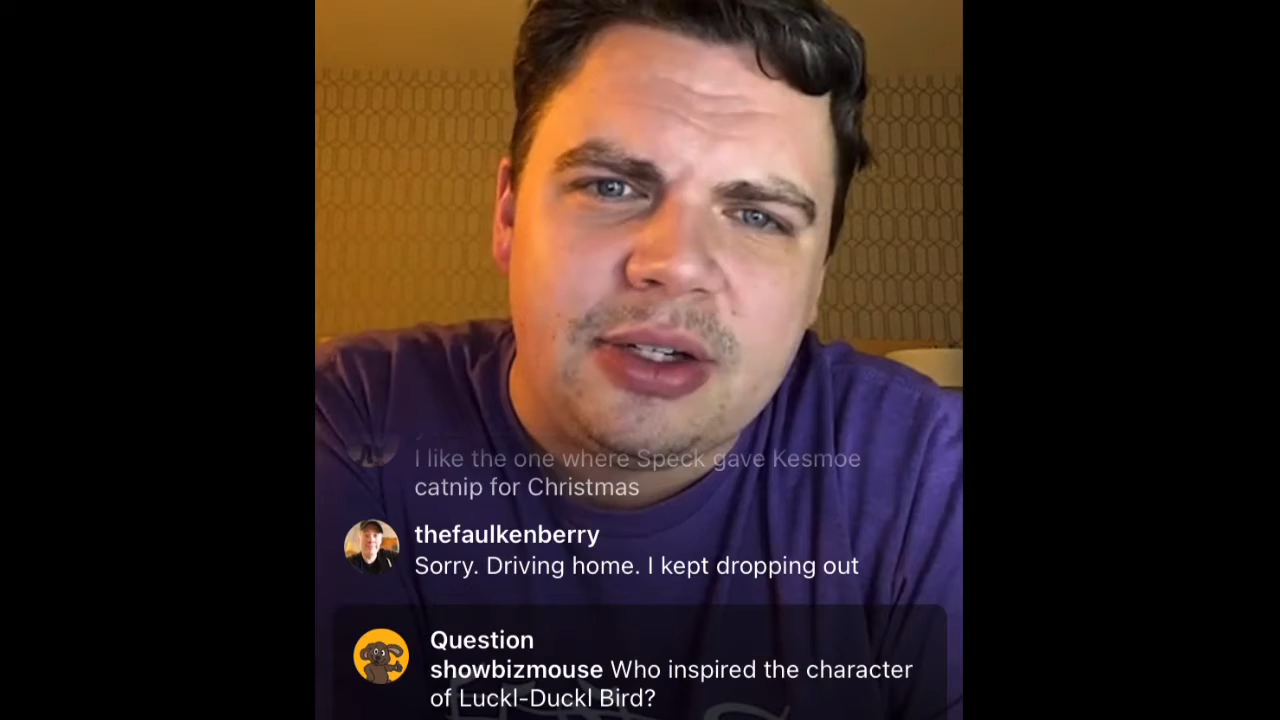 I like the one where Speck gave Kesmoe
catnip for Christmas
thefaulkenberry
Sorry. Driving home. I kept dropping out
Question
showbizmouse Who inspired the character
of Luckl-Duckl Bird?